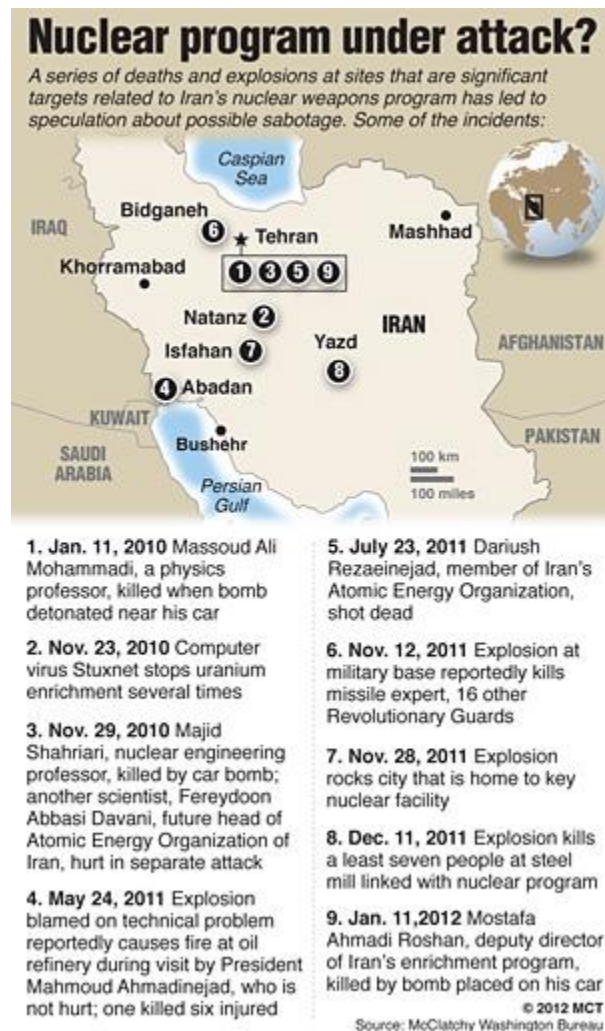 Nuclear program under attack?
A series of deaths and explosions at sites that are significant
targets related to Iran's nuclear weapons program has led to
speculation about possible sabotage. Some of the incidents:
Caspian
Sea
Bidganeh
IRAQ
6
Tehran
Mashhad
Khorramabad
1 3 5 9
Natanz 2
IRAN
Isfahan 7
Yazd
AFGHANISTAN
8
4 Abadan
KUWAIT
Bushehr
PAKISTAN
SAUDI
ARABIA
100 km
Persian
Gulf
100 miles
1. Jan. 11, 2010 Massoud Ali
Mohammadi, a physics
professor, killed when bomb
detonated near his car
2. Nov. 23, 2010 Computer
virus Stuxnet stops uranium
enrichment several times
3. Nov. 29, 2010 Majid
Shahriari, nuclear engineering
professor, killed by car bomb;
another scientist, Fereydoon
Abbasi Davani, future head of
Atomic Energy Organization of
Iran, hurt in separate attack
4. May 24, 2011 Explosion
blamed on technical problem
reportedly causes fire at oil
refinery during visit by President
Mahmoud Ahmadinejad, who is
not hurt; one killed six injured
5. July 23, 2011 Dariush
Rezaeinejad, member of Iran's
Atomic Energy Organization,
shot dead
6. Nov. 12, 2011 Explosion at
military base reportedly kills
missile expert, 16 other
Revolutionary Guards
7. Nov. 28, 2011 Explosion
rocks city that is home to key
nuclear facility
8. Dec. 11, 2011 Explosion kills
a least seven people at steel
mill linked with nuclear program
9. Jan. 11,2012 Mostafa
Ahmadi Roshan, deputy director
of Iran's enrichment program,
killed by bomb placed on his car
© 2012 MCT
Source: McClatchy Washington Bureau